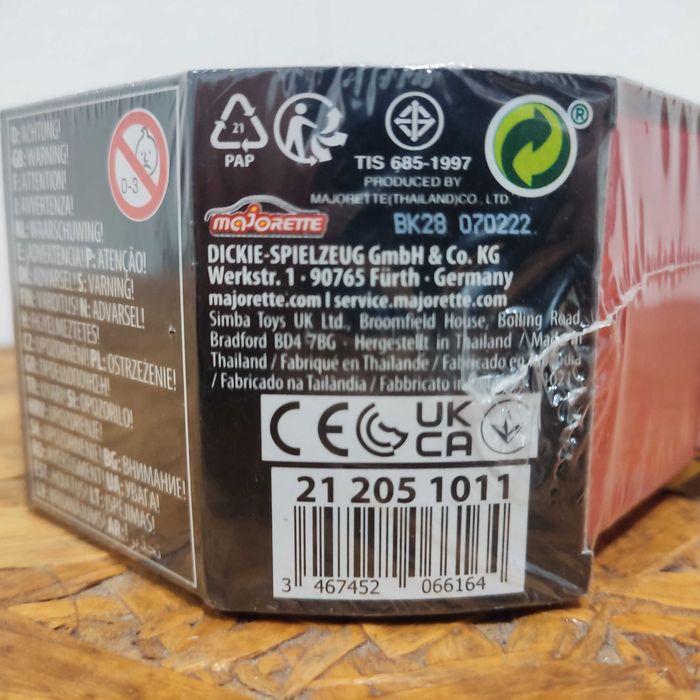 D: ACHTUNG!
GB: WARNING!
F: ATTENTION!
I: AVVERTENZA!
NL: WAARSCHUWING!
E: ¡ADVERTENCIA! P: ATENÇÃO!
DK: ADVARSEL! S: VARNING!
FIN: VAROITUS! N: ADVARSEL!
H: FIGYELMEZTETÉS!
CZ: UPOZORNĚNÍ! PL: OSTRZEŻENIE!
SI: OPOZORILO!
BG: ВНИМАНИЕ!
UA: УВАГА!
LT: ĮSPĖJIMAS!
AR:
0-3
21
PAP
TIS 685-1997
PRODUCED BY
MAJORETTE(THAILAND)CO., LTD.
majORETTE
BK28 070222
DICKIE-SPIELZEUG GmbH & Co. KG
Werkstr. 1 · 90765 Fürth · Germany
majorette.com | service.majorette.com
Simba Toys UK Ltd., Broomfield House, Bolling Road,
Bradford BD4 7BG · Hergestellt in Thailand / Made in
Thailand / Fabriqué en Thaïlande / Fabricado en
/ Fabricado na Tailândia / Fabbricato in
CE UK
CA
21 205 1011
3 467452 066164
®